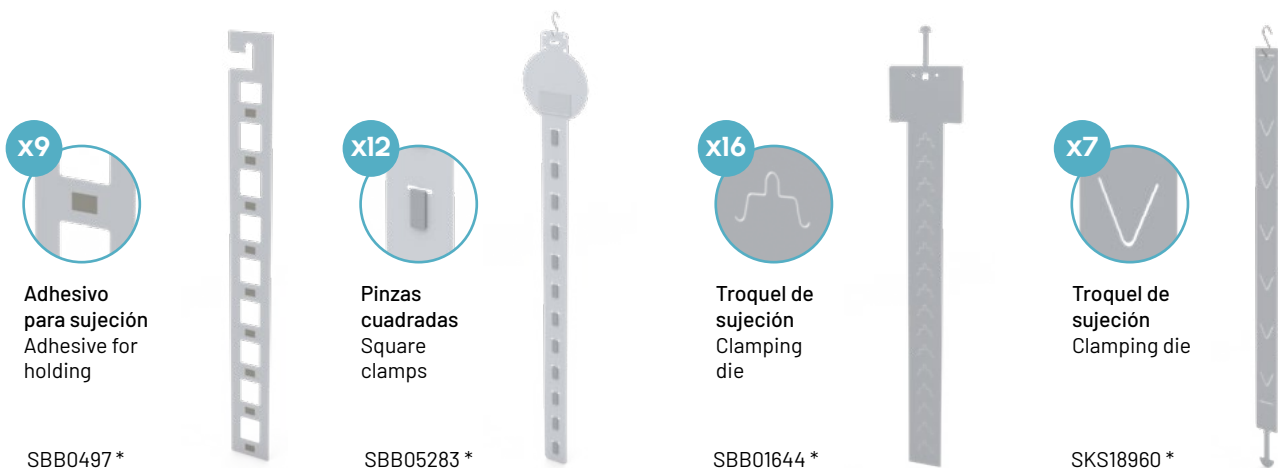 x9
Adhesivo
para sujeción
Adhesive for
holding
SBB0497 *
x12
Pinzas
cuadradas
Square
clamps
SBB05283 *
x16
Troquel de
sujeción
Clamping
die
SBB01644 *
x7
Troquel de
sujeción
Clamping die
SKS18960 *